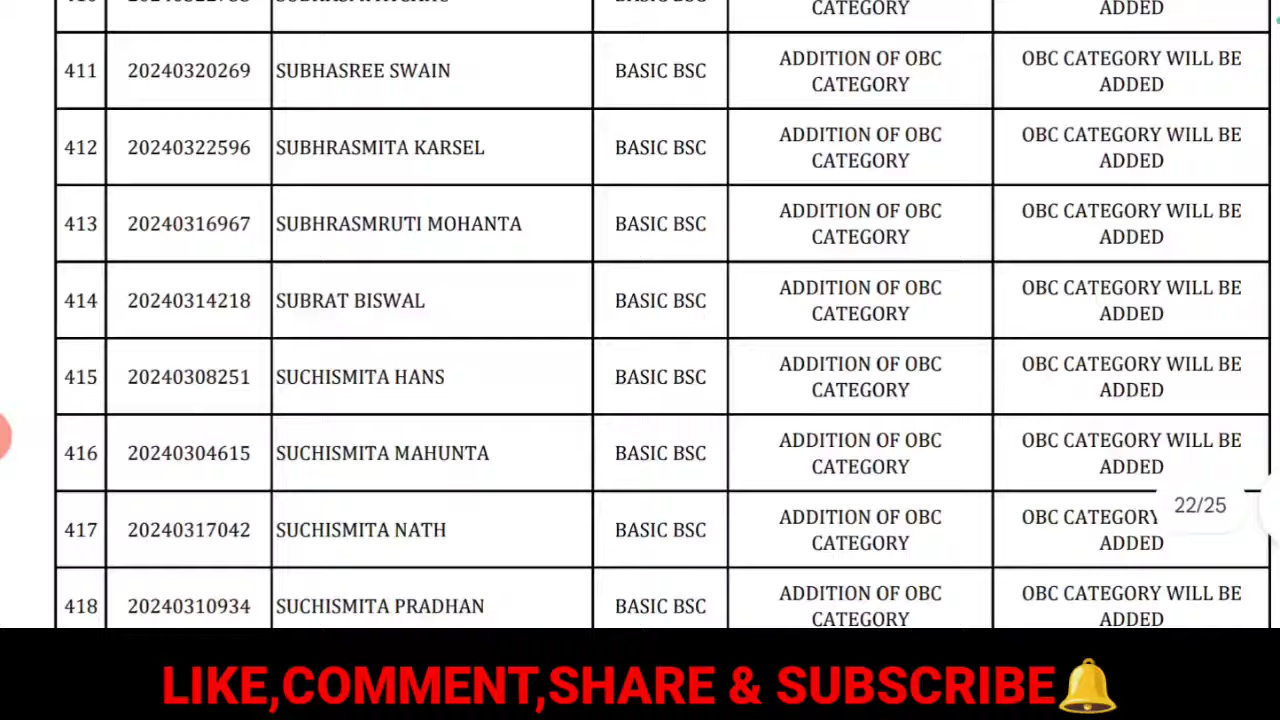 CATEGORY ADDED
411 20240320269 SUBHASREE SWAIN BASIC BSC ADDITION OF OBC CATEGORY OBC CATEGORY WILL BE ADDED
412 20240322596 SUBHRASMITA KARSEL BASIC BSC ADDITION OF OBC CATEGORY OBC CATEGORY WILL BE ADDED
413 20240316967 SUBHRASMRUTI MOHANTA BASIC BSC ADDITION OF OBC CATEGORY OBC CATEGORY WILL BE ADDED
414 20240314218 SUBRAT BISWAL BASIC BSC ADDITION OF OBC CATEGORY OBC CATEGORY WILL BE ADDED
415 20240308251 SUCHISMITA HANS BASIC BSC ADDITION OF OBC CATEGORY OBC CATEGORY WILL BE ADDED
416 20240304615 SUCHISMITA MAHUNTA BASIC BSC ADDITION OF OBC CATEGORY OBC CATEGORY WILL BE ADDED
417 20240317042 SUCHISMITA NATH BASIC BSC ADDITION OF OBC CATEGORY OBC CATEGORY ADDED
22/25
418 20240310934 SUCHISMITA PRADHAN BASIC BSC ADDITION OF OBC CATEGORY OBC CATEGORY WILL BE ADDED
LIKE,COMMENT,SHARE & SUBSCRIBE